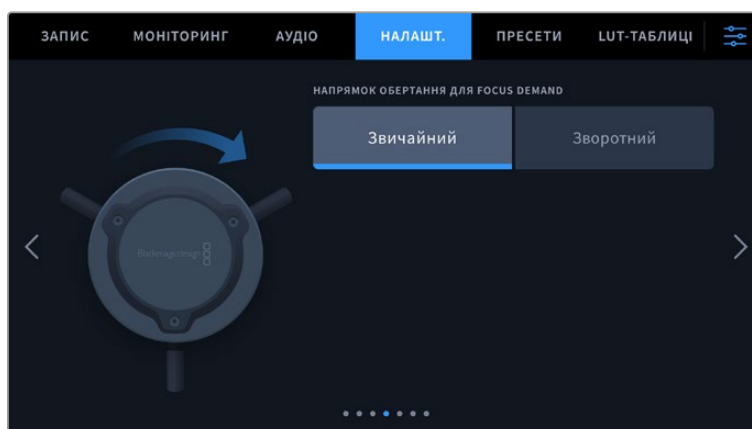 ЗАПИС МОНІТОРИНГ АУДІО НАЛАШТ. ПРЕСЕТИ LUT-ТАБЛИЦІ
НАПРЯМОК ОБЕРТАННЯ ДЛЯ FOCUS DEMAND
Звичайний Зворотний
Blackmagicdesign